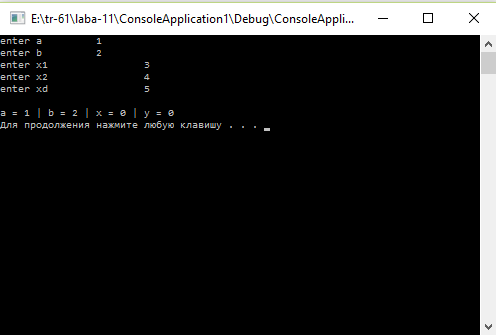 E:\tr-61\laba-11\ConsoleApplication1\Debug\ConsoleAppli...
enter a 1
enter b 2
enter x1 3
enter x2 4
enter xd 5
a = 1 | b = 2 | x = 0 | y = 0
Для продолжения нажмите любую клавишу . . .